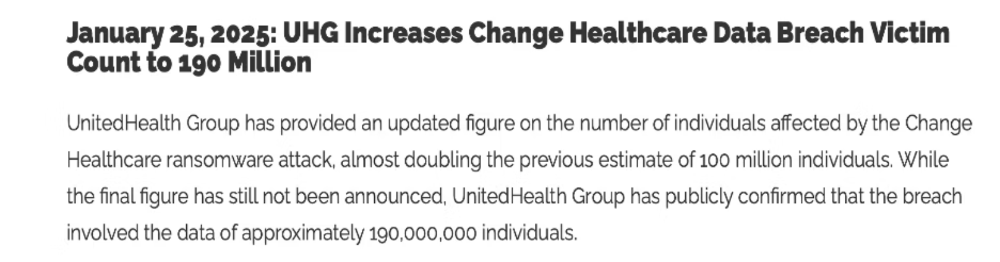 January 25, 2025: UHG Increases Change Healthcare Data Breach Victim
Count to 190 Million
UnitedHealth Group has provided an updated figure on the number of individuals affected by the Change
Healthcare ransomware attack, almost doubling the previous estimate of 100 million individuals. While
the final figure has still not been announced, UnitedHealth Group has publicly confirmed that the breach
involved the data of approximately 190,000,000 individuals.